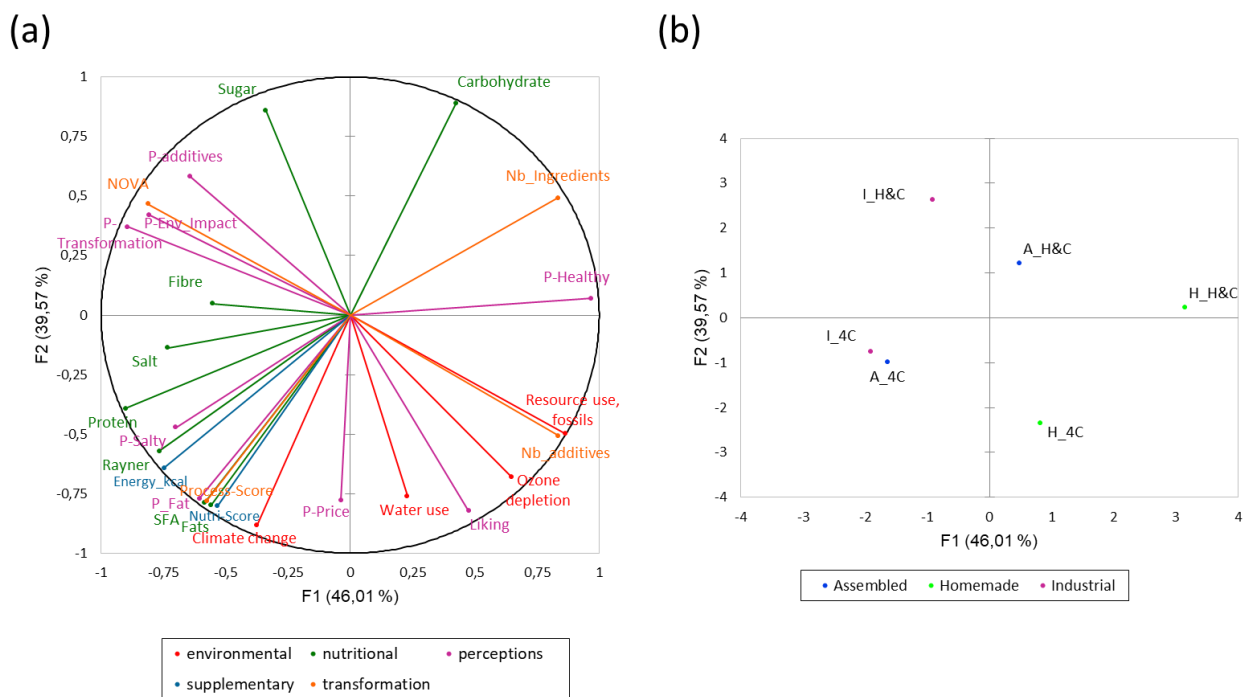 (a)
(b)
1
0,75
0,5
0,25
0
-0,25
-0,5
-0,75
-1
F2 (39,57 %)
Sugar
Carbohydrate
P-additives
NOVA
Nb_Ingredients
P-Env_Impact
P-
Transformation
P-Healthy
Fibre
Salt
Protein
Resource use,
fossils
P-Salty
Nb_additives
Rayner
Energy_kcal
Process-Score
Ozone
depletion
P_Fat
P-Price
Water use
SFA
Nutri-Score
Liking
Fats
Climate change
-1
-0,75
-0,5
-0,25
0
0,25
0,5
0,75
1
F1 (46,01 %)
environmental
nutritional
perceptions
supplementary
transformation
4
3
2
1
0
-1
-2
-3
-4
F2 (39,57 %)
I_H&C
A_H&C
H_H&C
I_4C
A_4C
H_4C
-4
-3
-2
-1
0
1
2
3
4
F1 (46,01 %)
Assembled
Homemade
Industrial